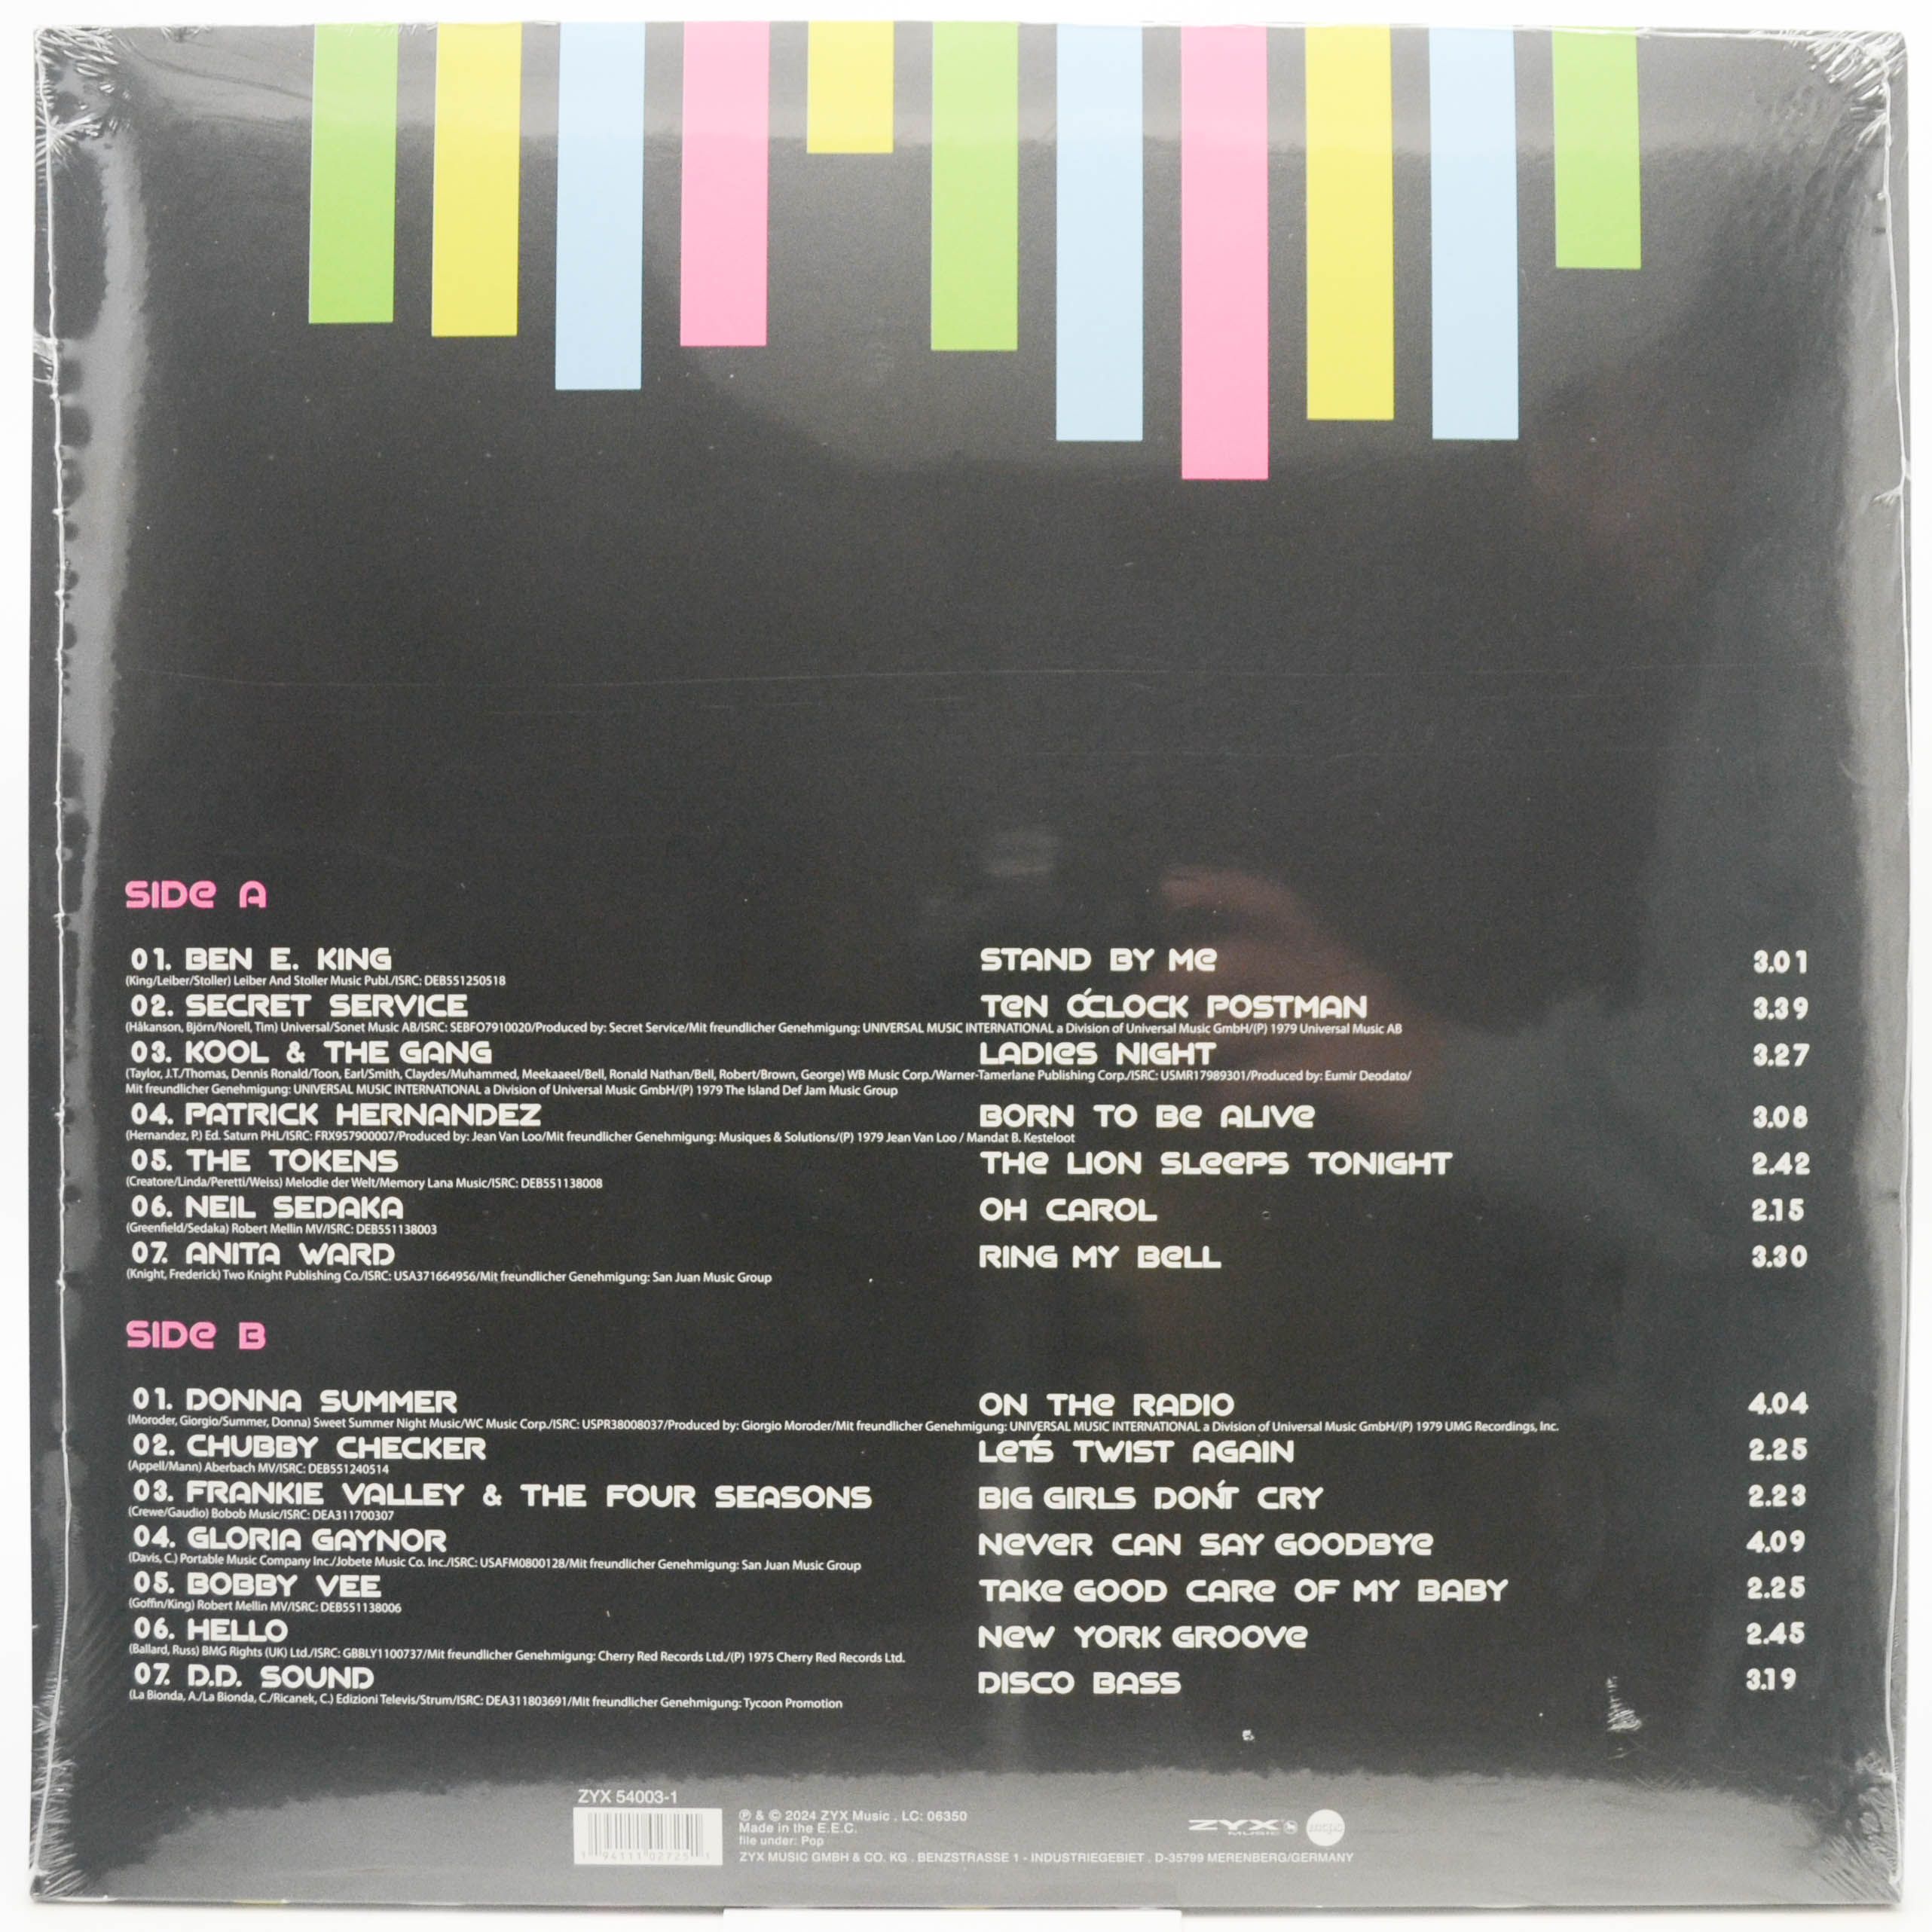 SIDE A
01. BEN E. KING STAND BY ME 3.01
(King/Leiber/Stoller) Leiber And Stoller Music Publ./ISRC: DEB551250518
02. SECRET SERVICE TEN O'CLOCK POSTMAN 3.39
(Håkanson, Björn/Norell, Tim) Universal/Sonet Music AB/ISRC: SEBFO7910020/Produced by: Secret Service/Mit freundlicher Genehmigung: UNIVERSAL MUSIC INTERNATIONAL a Division of Universal Music GmbH/(P) 1979 Universal Music AB
03. KOOL & THE GANG LADIES NIGHT 3.27
(Taylor, J.T./Thomas, Dennis Ronald/Toon, Earl/Smith, Claydes/Muhammed, Meekaaeel/Bell, Ronald Nathan/Bell, Robert/Brown, George) WB Music Corp./Warner-Tamerlane Publishing Corp./ISRC: USMR17989301/Produced by: Eumir Deodato/
Mit freundlicher Genehmigung: UNIVERSAL MUSIC INTERNATIONAL a Division of Universal Music GmbH/(P) 1979 The Island Def Jam Music Group
04. PATRICK HERNANDEZ BORN TO BE ALIVE 3.08
(Hernandez, P.) Ed. Saturn PHL/ISRC: FRX957900007/Produced by: Jean Van Loo/Mit freundlicher Genehmigung: Musiques & Solutions/(P) 1979 Jean Van Loo / Mandat B. Kesteloot
05. THE TOKENS THE LION SLEEPS TONIGHT 2.42
(Creatore/Linda/Peretti/Weiss) Melodie der Welt/Memory Lana Music/ISRC: DEB551138008
06. NEIL SEDAKA OH CAROL 2.15
(Greenfield/Sedaka) Robert Mellin MV/ISRC: DEB551138003
07. ANITA WARD RING MY BELL 3.30
(Knight, Frederick) Two Knight Publishing Co./ISRC: USA371664956/Mit freundlicher Genehmigung: San Juan Music Group
SIDE B
01. DONNA SUMMER ON THE RADIO 4.04
(Moroder, Giorgio/Summer, Donna) Sweet Summer Night Music/WC Music Corp./ISRC: USPR38008037/Produced by: Giorgio Moroder/Mit freundlicher Genehmigung: UNIVERSAL MUSIC INTERNATIONAL a Division of Universal Music GmbH/(P) 1979 UMG Recordings, Inc.
02. CHUBBY CHECKER LET'S TWIST AGAIN 2.25
(Appell/Mann) Aberbach MV/ISRC: DEB551240514
03. FRANKIE VALLEY & THE FOUR SEASONS BIG GIRLS DON'T CRY 2.23
(Crewe/Gaudio) Bobob Music/ISRC: DEA311700307
04. GLORIA GAYNOR NEVER CAN SAY GOODBYE 4.09
(Davis, C.) Portable Music Company Inc./Jobete Music Co. Inc./ISRC: USAFM0800128/Mit freundlicher Genehmigung: San Juan Music Group
05. BOBBY VEE TAKE GOOD CARE OF MY BABY 2.25
(Goffin/King) Robert Mellin MV/ISRC: DEB551138006
06. HELLO NEW YORK GROOVE 2.45
(Ballard, Russ) BMG Rights (UK) Ltd./ISRC: GBBLY1100737/Mit freundlicher Genehmigung: Cherry Red Records Ltd./(P) 1975 Cherry Red Records Ltd.
07. D.D. SOUND DISCO BASS 3.19
(La Bionda, A./La Bionda, C./Ricanek, C.) Edizioni Televis/Strum/ISRC: DEA311803691/Mit freundlicher Genehmigung: Tycoon Promotion
ZYX 54003-1
℗ & © 2024 ZYX Music . LC: 06350
Made in the E.E.C.
file under: Pop
ZYX MUSIC GMBH & CO. KG . BENZSTRASSE 1 - INDUSTRIEGEBIET . D-35799 MERENBERG/GERMANY
ZYX MUSIC